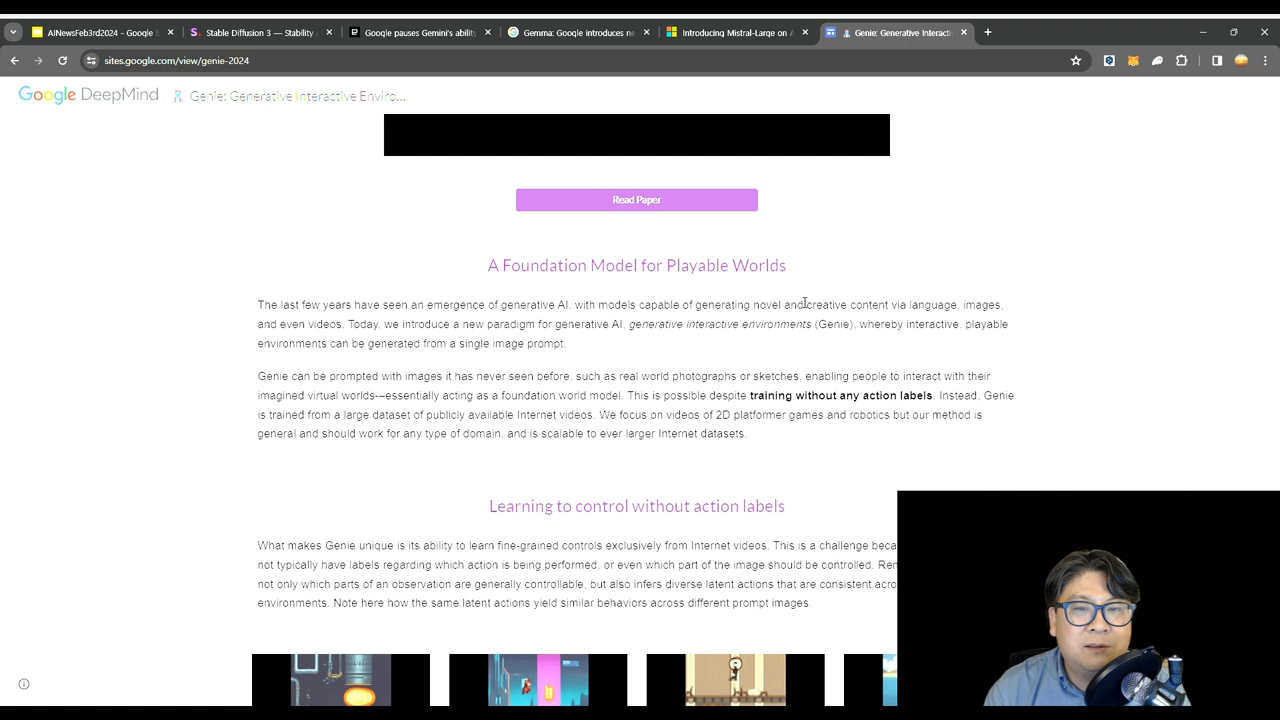 AINewsFeb3rd2024 - Google S
Stable Diffusion 3 — Stability
Google pauses Gemini's ability
Gemma: Google introduces ne
Introducing Mistral-Large on A
Genie: Generative Interacti
sites.google.com/view/genie-2024
Google DeepMind
Genie: Generative Interactive Enviro...
Read Paper
A Foundation Model for Playable Worlds
The last few years have seen an emergence of generative AI, with models capable of generating novel and creative content via language, images,
and even videos. Today, we introduce a new paradigm for generative AI, generative interactive environments (Genie), whereby interactive, playable
environments can be generated from a single image prompt.
Genie can be prompted with images it has never seen before, such as real world photographs or sketches, enabling people to interact with their
imagined virtual worlds-–essentially acting as a foundation world model. This is possible despite training without any action labels. Instead, Genie
is trained from a large dataset of publicly available Internet videos. We focus on videos of 2D platformer games and robotics but our method is
general and should work for any type of domain, and is scalable to ever larger Internet datasets.
Learning to control without action labels
What makes Genie unique is its ability to learn fine-grained controls exclusively from Internet videos. This is a challenge beca
not typically have labels regarding which action is being performed, or even which part of the image should be controlled. Re
not only which parts of an observation are generally controllable, but also infers diverse latent actions that are consistent acro
environments. Note here how the same latent actions yield similar behaviors across different prompt images.